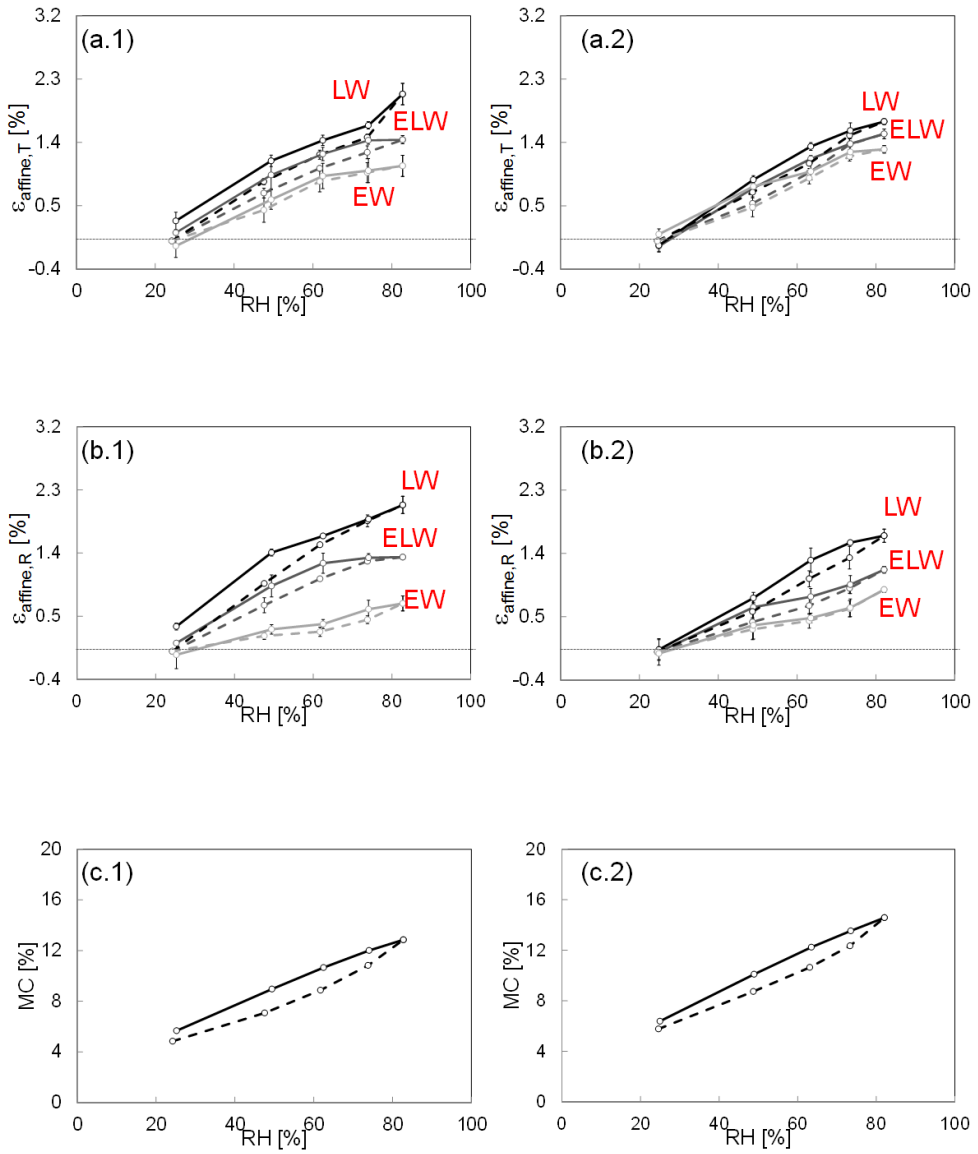 (a.1)
3.2
2.3
1.4
0.5
-0.4
ε_affine,T [%]
LW
ELW
EW
0 20 40 60 80 100
RH [%]
(a.2)
3.2
2.3
1.4
0.5
-0.4
ε_affine,T [%]
LW
ELW
EW
0 20 40 60 80 100
RH [%]
(b.1)
3.2
2.3
1.4
0.5
-0.4
ε_affine,R [%]
LW
ELW
EW
0 20 40 60 80 100
RH [%]
(b.2)
3.2
2.3
1.4
0.5
-0.4
ε_affine,R [%]
LW
ELW
EW
0 20 40 60 80 100
RH [%]
(c.1)
20
16
12
8
4
0
MC [%]
0 20 40 60 80 100
RH [%]
(c.2)
20
16
12
8
4
0
MC [%]
0 20 40 60 80 100
RH [%]